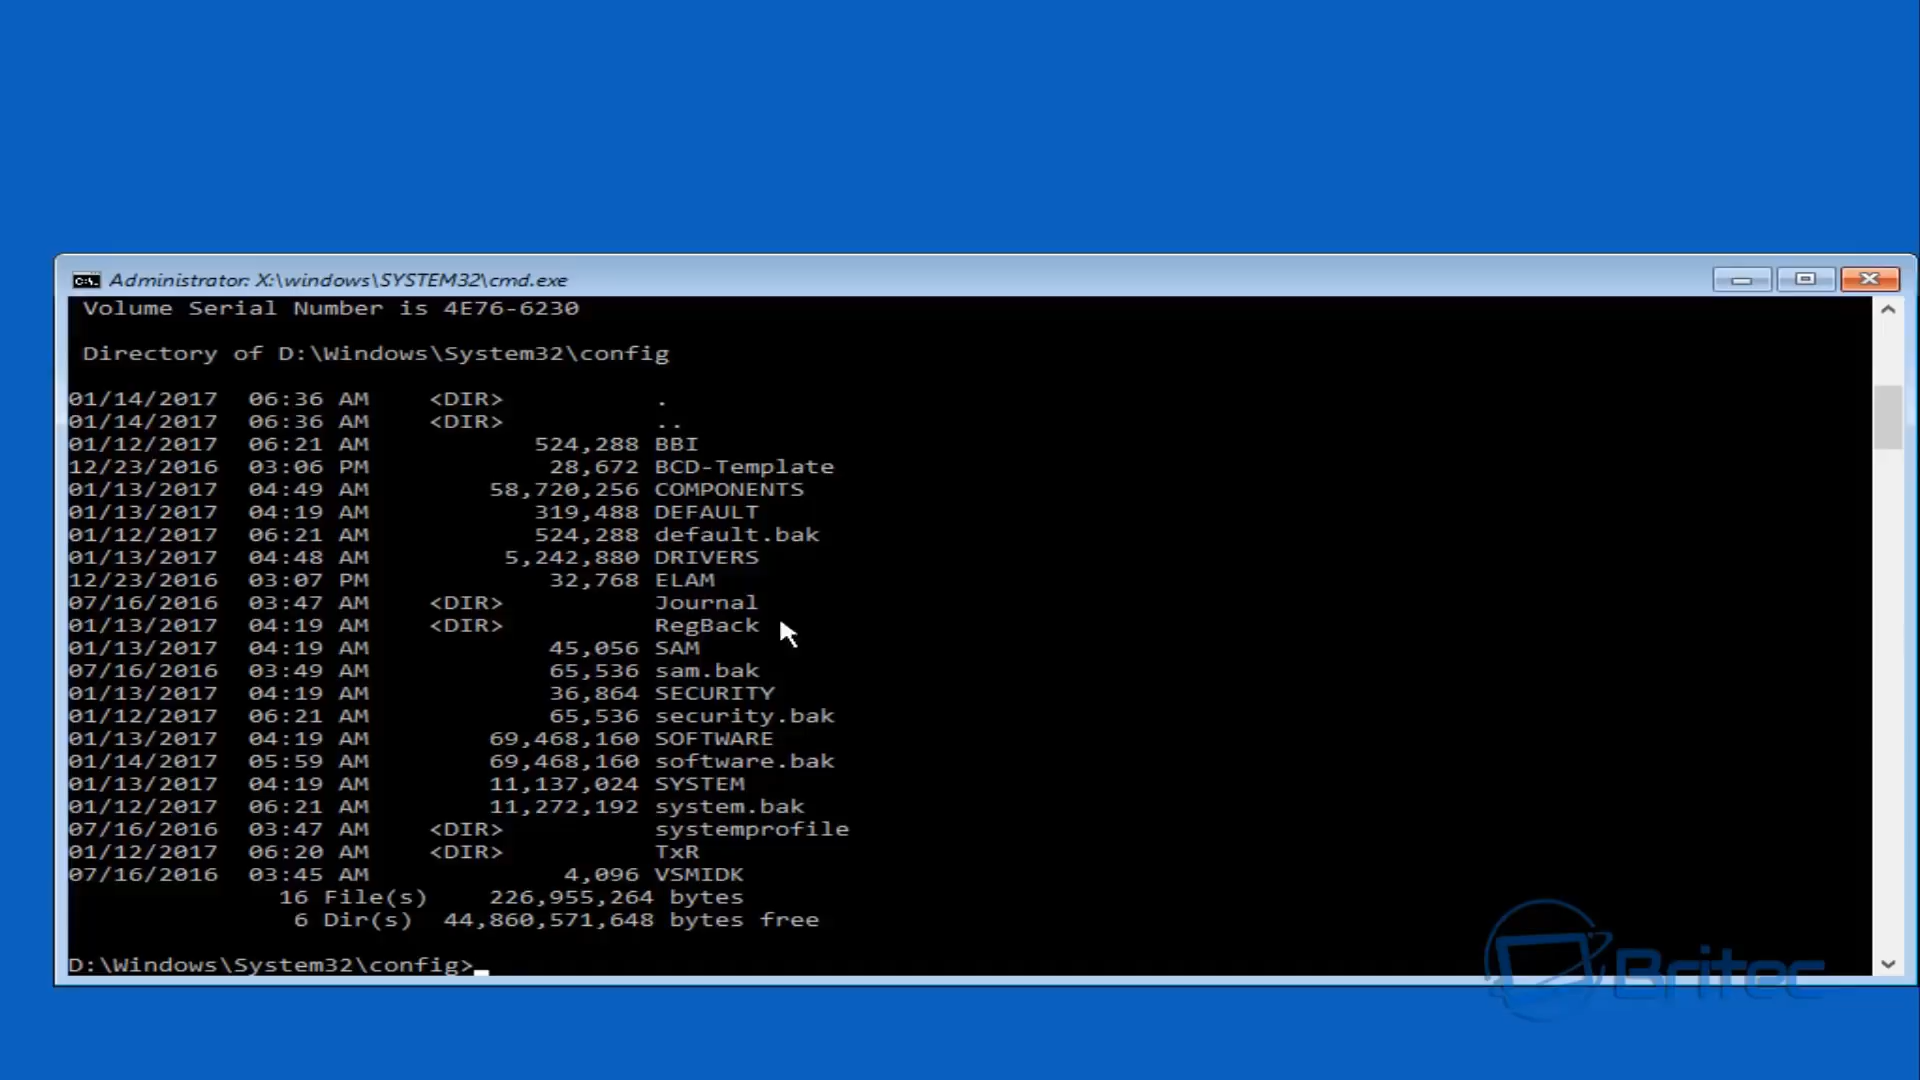 Administrator: X:\windows\SYSTEM32\cmd.exe
Volume Serial Number is 4E76-6230
Directory of D:\Windows\System32\config
01/14/2017  06:36 AM    <DIR>          .
01/14/2017  06:36 AM    <DIR>          ..
01/12/2017  06:21 AM           524,288 BBI
12/23/2016  03:06 PM            28,672 BCD-Template
01/13/2017  04:49 AM        58,720,256 COMPONENTS
01/13/2017  04:19 AM           319,488 DEFAULT
01/12/2017  06:21 AM           524,288 default.bak
01/13/2017  04:48 AM         5,242,880 DRIVERS
12/23/2016  03:07 PM            32,768 ELAM
07/16/2016  03:47 AM    <DIR>          Journal
01/13/2017  04:19 AM    <DIR>          RegBack
01/13/2017  04:19 AM            45,056 SAM
07/16/2016  03:49 AM            65,536 sam.bak
01/13/2017  04:19 AM            36,864 SECURITY
01/12/2017  06:21 AM            65,536 security.bak
01/13/2017  04:19 AM        69,468,160 SOFTWARE
01/14/2017  05:59 AM        69,468,160 software.bak
01/13/2017  04:19 AM        11,137,024 SYSTEM
01/12/2017  06:21 AM        11,272,192 system.bak
07/16/2016  03:47 AM    <DIR>          systemprofile
01/12/2017  06:20 AM    <DIR>          TxR
07/16/2016  03:45 AM             4,096 VSMIDK
16 File(s)    226,955,264 bytes
6 Dir(s)  44,860,571,648 bytes free
D:\Windows\System32\config>
Britec